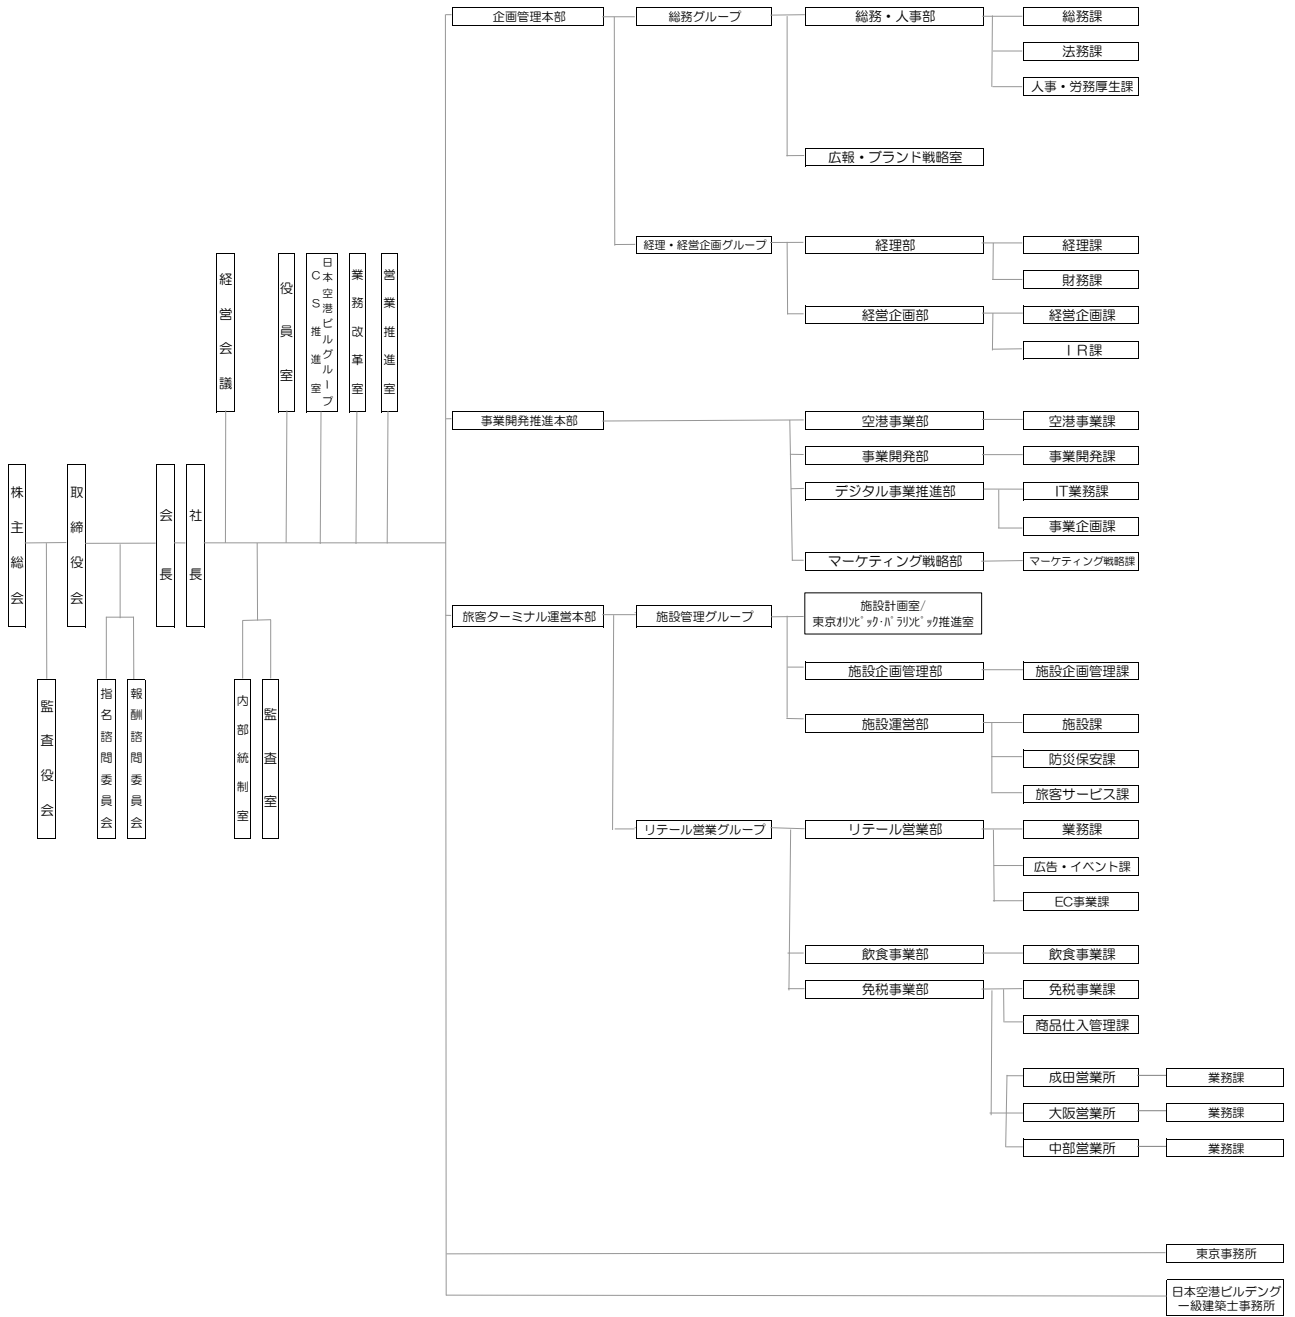 企画管理本部
総務グループ
総務・人事部
総務課
法務課
人事・労務厚生課
広報・ブランド戦略室
経理・経営企画グループ
経理部
経理課
財務課
経営企画部
経営企画課
ＩＲ課
経営会議
役員室
日本空港ビルグループ
ＣＳ推進室
業務改革室
営業推進室
事業開発推進本部
空港事業部
空港事業課
事業開発部
事業開発課
デジタル事業推進部
IT業務課
事業企画課
マーケティング戦略部
マーケティング戦略課
株主総会
取締役会
会長
社長
監査役会
指名諮問委員会
報酬諮問委員会
内部統制室
監査室
旅客ターミナル運営本部
施設管理グループ
施設計画室/
東京ｵﾘﾝﾋﾟｯｸ･ﾊﾟﾗﾘﾝﾋﾟｯｸ推進室
施設企画管理部
施設企画管理課
施設運営部
施設課
防災保安課
旅客サービス課
リテール営業グループ
リテール営業部
業務課
広告・イベント課
EC事業課
飲食事業部
飲食事業課
免税事業部
免税事業課
商品仕入管理課
成田営業所
業務課
大阪営業所
業務課
中部営業所
業務課
東京事務所
日本空港ビルデング
一級建築士事務所